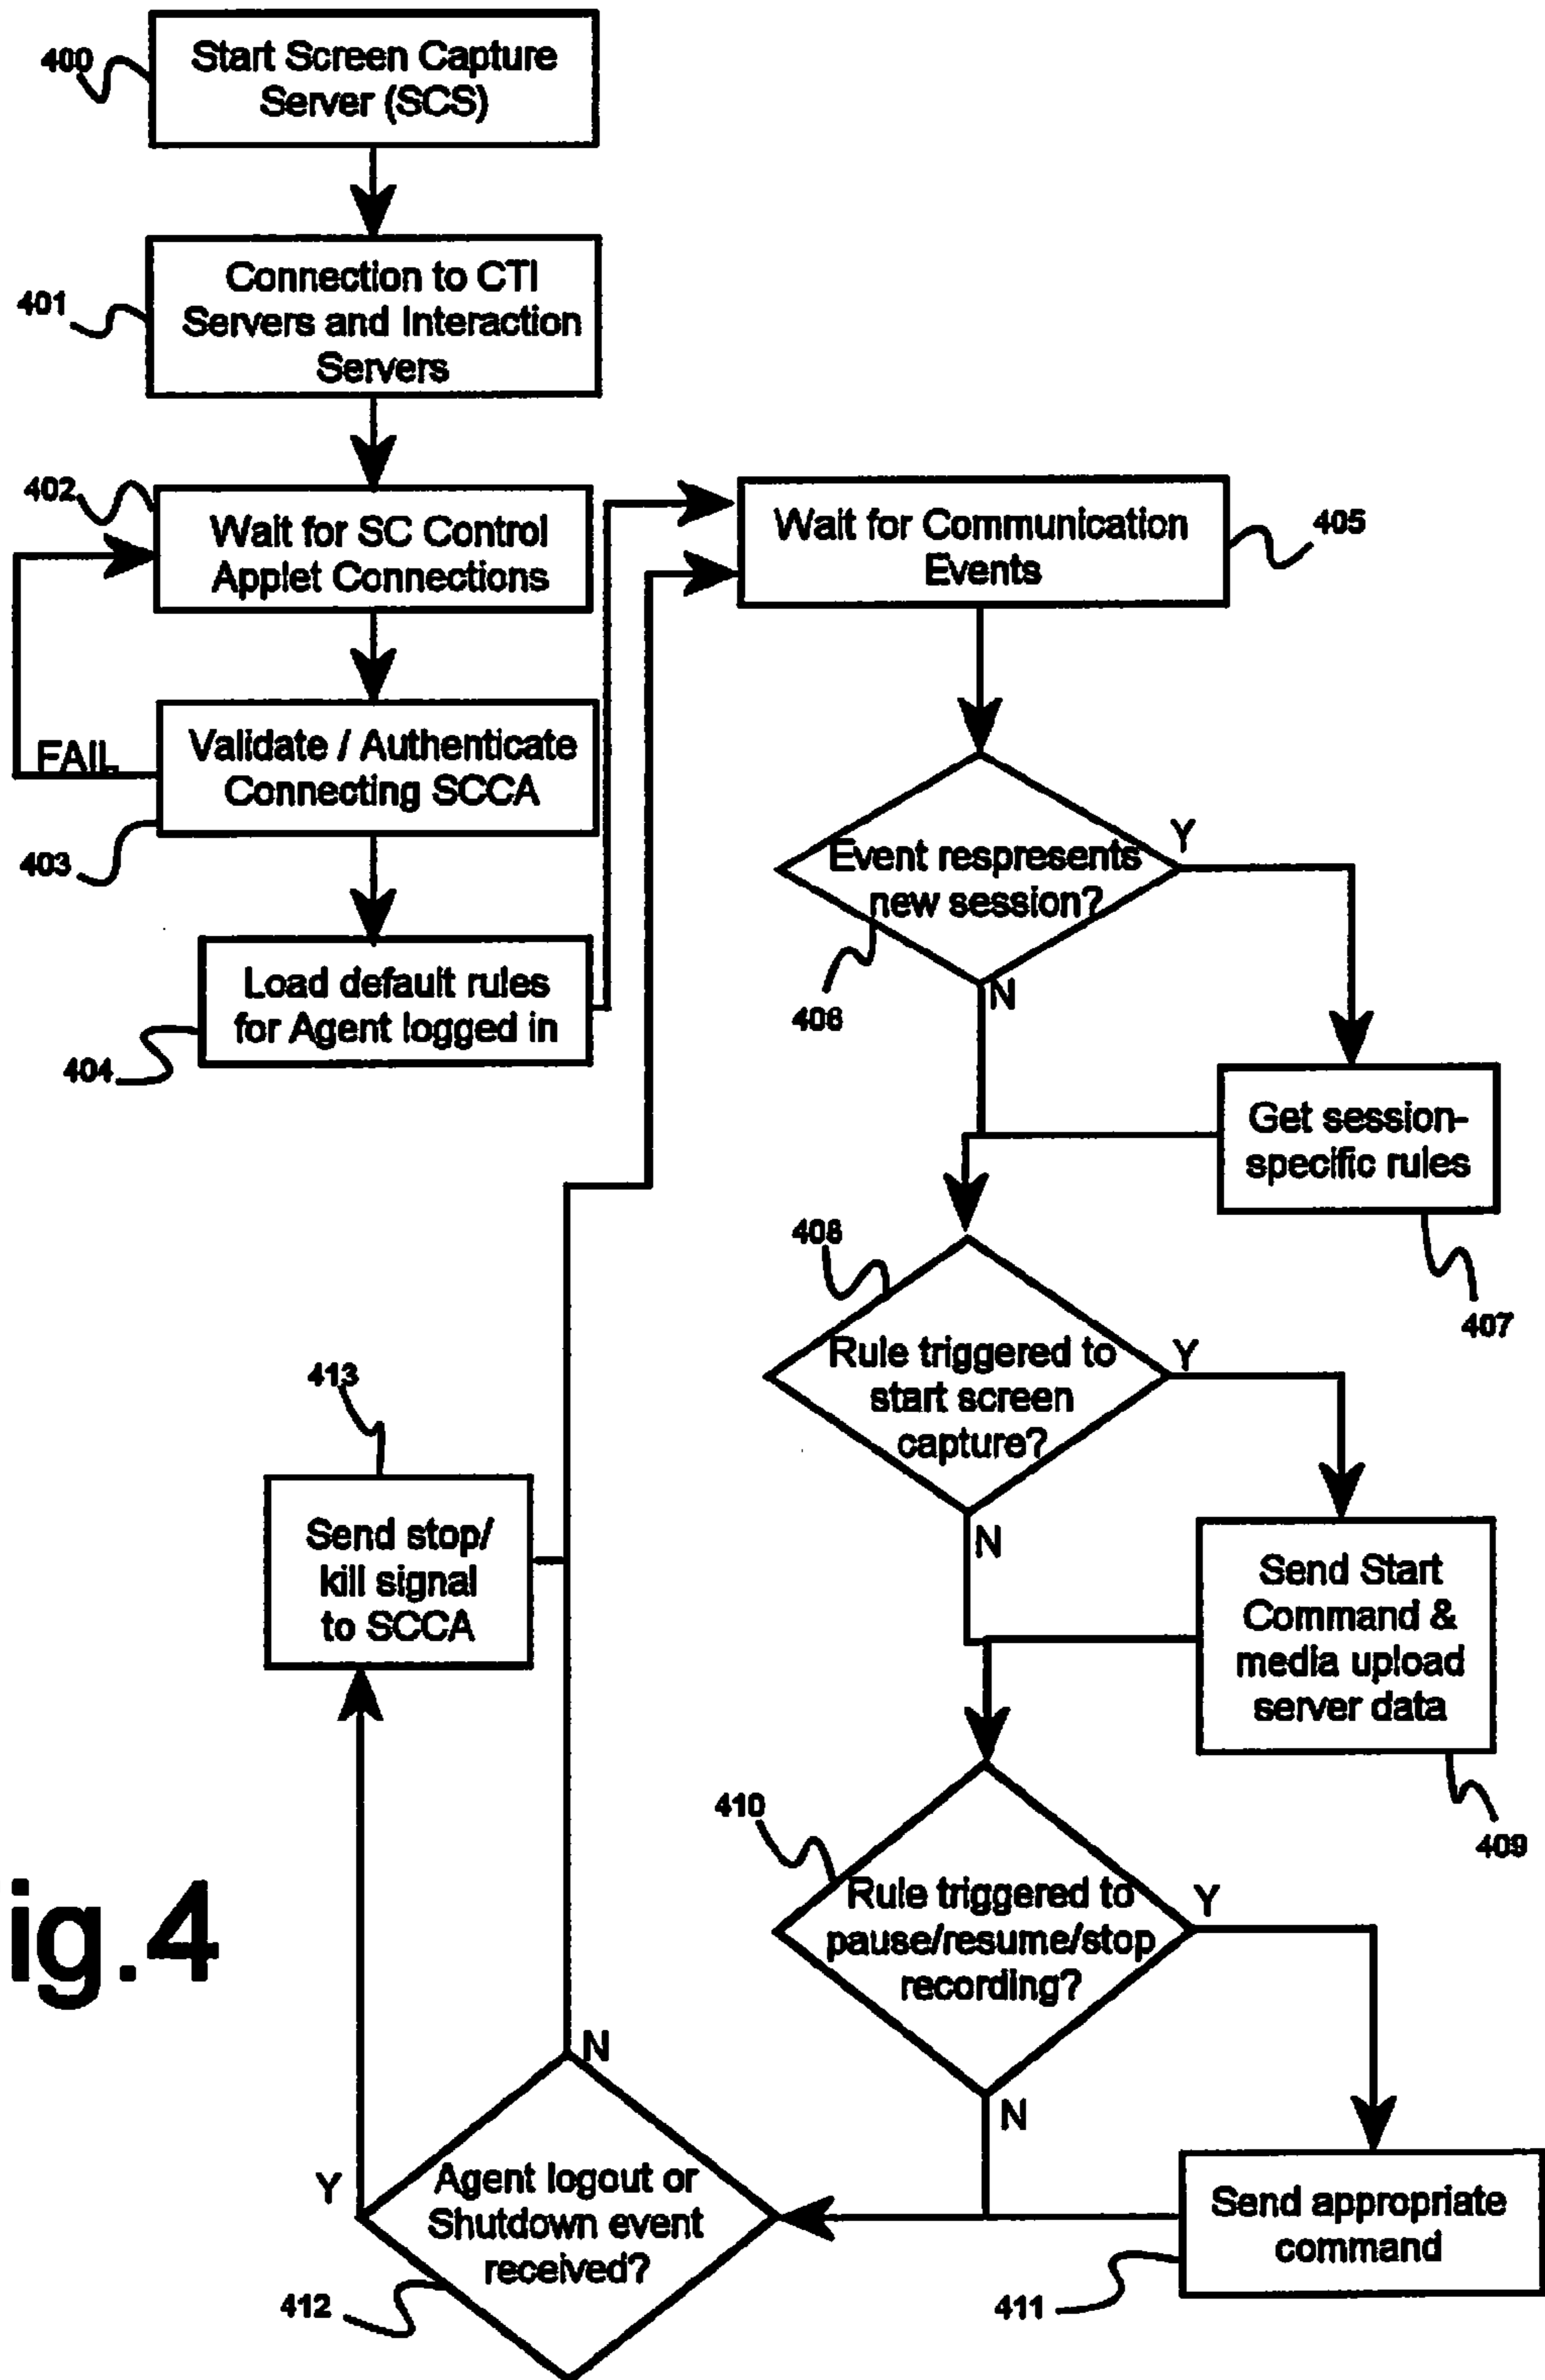 400
Start Screen Capture
Server (SCS)
401
Connection to CTI
Servers and Interaction
Servers
402
Wait for SC Control
Applet Connections
FAIL
Validate / Authenticate
Connecting SCCA
403
Load default rules
for Agent logged in
404
Wait for Communication
Events
405
Event respresents
new session?
Y
N
406
Get session-
specific rules
407
408
Rule triggered to
start screen
capture?
Y
N
Send Start
Command &
media upload
server data
409
410
Rule triggered to
pause/resume/stop
recording?
Y
N
Send appropriate
command
411
Agent logout or
Shutdown event
received?
Y
N
412
413
Send stop/
kill signal
to SCCA
ig.4